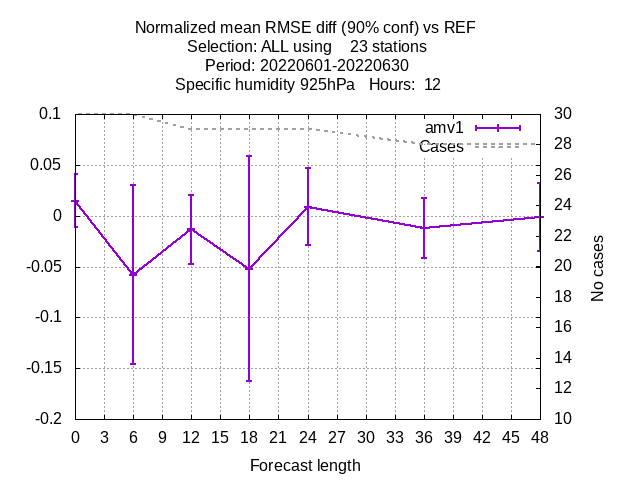 Normalized mean RMSE diff (90% conf) vs REF
Selection: ALL using    23 stations
Period: 20220601-20220630
Specific humidity 925hPa   Hours:  12
0.1
0.05
0
-0.05
-0.1
-0.15
-0.2
30
28
26
24
22
20
18
16
14
12
10
amv1
Cases
No cases
0 3 6 9 12 15 18 21 24 27 30 33 36 39 42 45 48
Forecast length